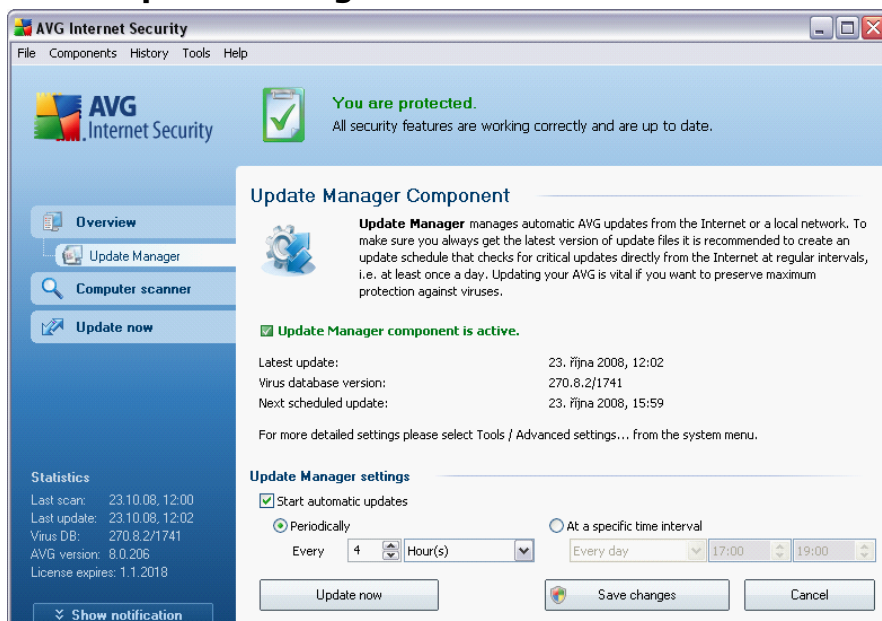 AVG Internet Security
File Components History Tools Help
AVG
Internet Security
You are protected.
All security features are working correctly and are up to date.
Overview
Update Manager
Computer scanner
Update now
Update Manager Component
Update Manager manages automatic AVG updates from the Internet or a local network. To
make sure you always get the latest version of update files it is recommended to create an
update schedule that checks for critical updates directly from the Internet at regular intervals,
i.e. at least once a day. Updating your AVG is vital if you want to preserve maximum
protection against viruses.
Update Manager component is active.
Latest update: 23. října 2008, 12:02
Virus database version: 270.8.2/1741
Next scheduled update: 23. října 2008, 15:59
For more detailed settings please select Tools / Advanced settings... from the system menu.
Update Manager settings
Start automatic updates
Periodically
Every 4 Hour(s)
At a specific time interval
Every day 17:00 19:00
Update now Save changes Cancel
Statistics
Last scan: 23.10.08, 12:00
Last update: 23.10.08, 12:02
Virus DB: 270.8.2/1741
AVG version: 8.0.206
License expires: 1.1.2018
Show notification